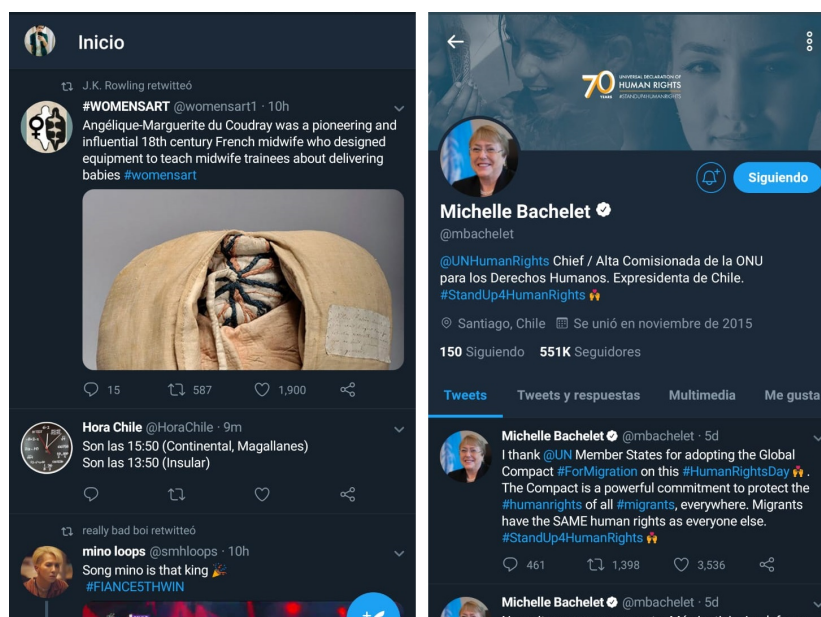 Inicio
J.K. Rowling retwitteó
#WOMENSART @womensart1 · 10h
Angélique-Marguerite du Coudray was a pioneering and
influential 18th century French midwife who designed
equipment to teach midwife trainees about delivering
babies #womensart
15 587 1,900
Hora Chile @HoraChile · 9m
Son las 15:50 (Continental, Magallanes)
Son las 13:50 (Insular)
really bad boi retwitteó
mino loops @smhloops · 10h
Song mino is that king 🎉
#FIANCE5THWIN
70
YEARS
UNIVERSAL DECLARATION OF
HUMAN RIGHTS
#STANDUP4HUMANRIGHTS
Siguiendo
Michelle Bachelet
@mbachelet
@UNHumanRights Chief / Alta Comisionada de la ONU
para los Derechos Humanos. Expresidenta de Chile.
#StandUp4HumanRights
Santiago, Chile Se unió en noviembre de 2015
150 Siguiendo 551K Seguidores
Tweets Tweets y respuestas Multimedia Me gusta
Michelle Bachelet @mbachelet · 5d
I thank @UN Member States for adopting the Global
Compact #ForMigration on this #HumanRightsDay .
The Compact is a powerful commitment to protect the
#humanrights of all #migrants, everywhere. Migrants
have the SAME human rights as everyone else.
#StandUp4HumanRights
461 1,398 3,536
Michelle Bachelet @mbachelet · 5d